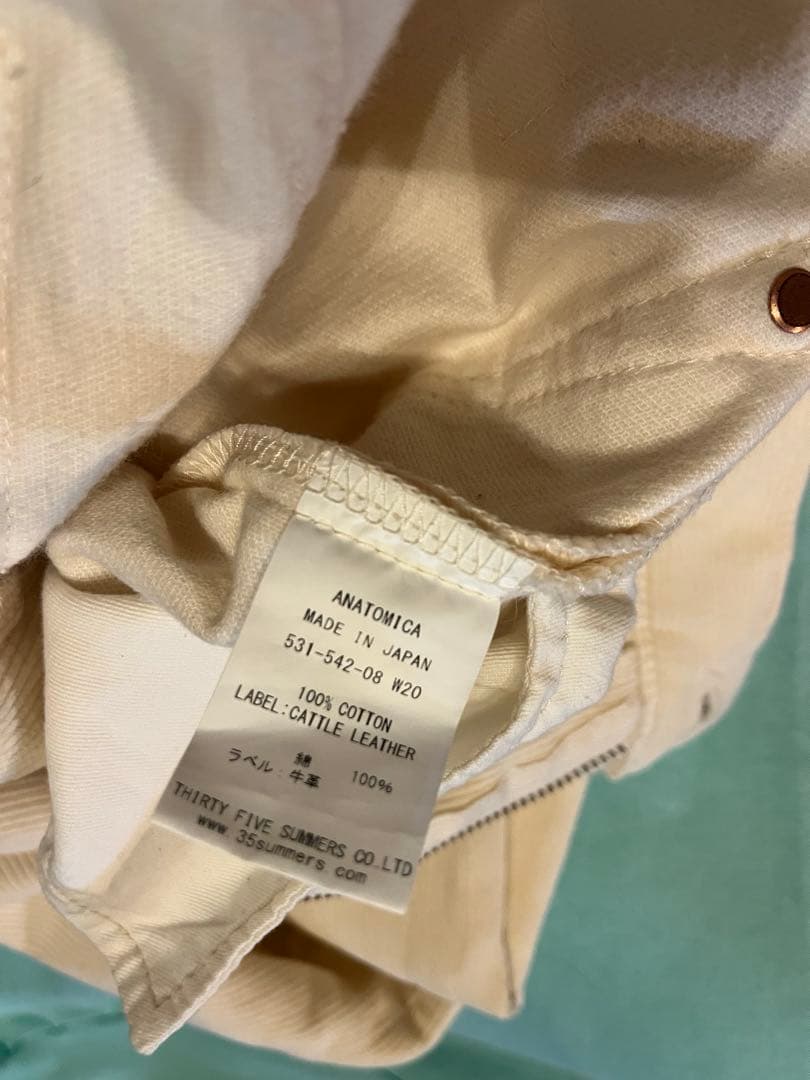 ANATOMICA
MADE IN JAPAN
531-542-08 W20
100% COTTON
LABEL:CATTLE LEATHER
綿 100%
ラベル:牛革
THIRTY FIVE SUMMERS CO.LTD
www.35summers.com